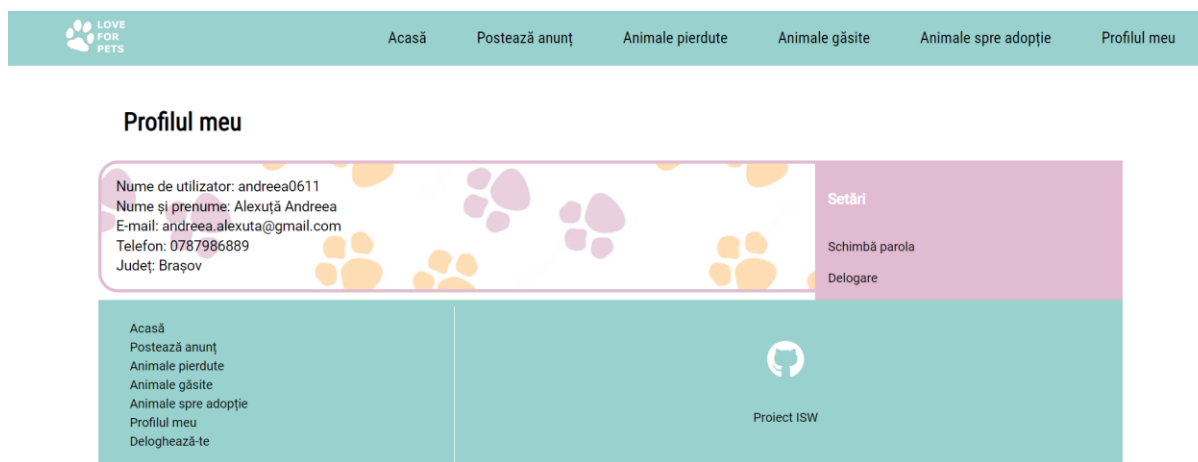 LOVE
FOR
PETS
Acasă Postează anunț Animale pierdute Animale găsite Animale spre adopție Profilul meu
Profilul meu
Nume de utilizator: andreea0611
Nume și prenume: Alexuță Andreea
E-mail: andreea.alexuta@gmail.com
Telefon: 0787986889
Județ: Brașov
Setări
Schimbă parola
Delogare
Acasă
Postează anunț
Animale pierdute
Animale găsite
Animale spre adopție
Profilul meu
Deloghează-te
Proiect ISW